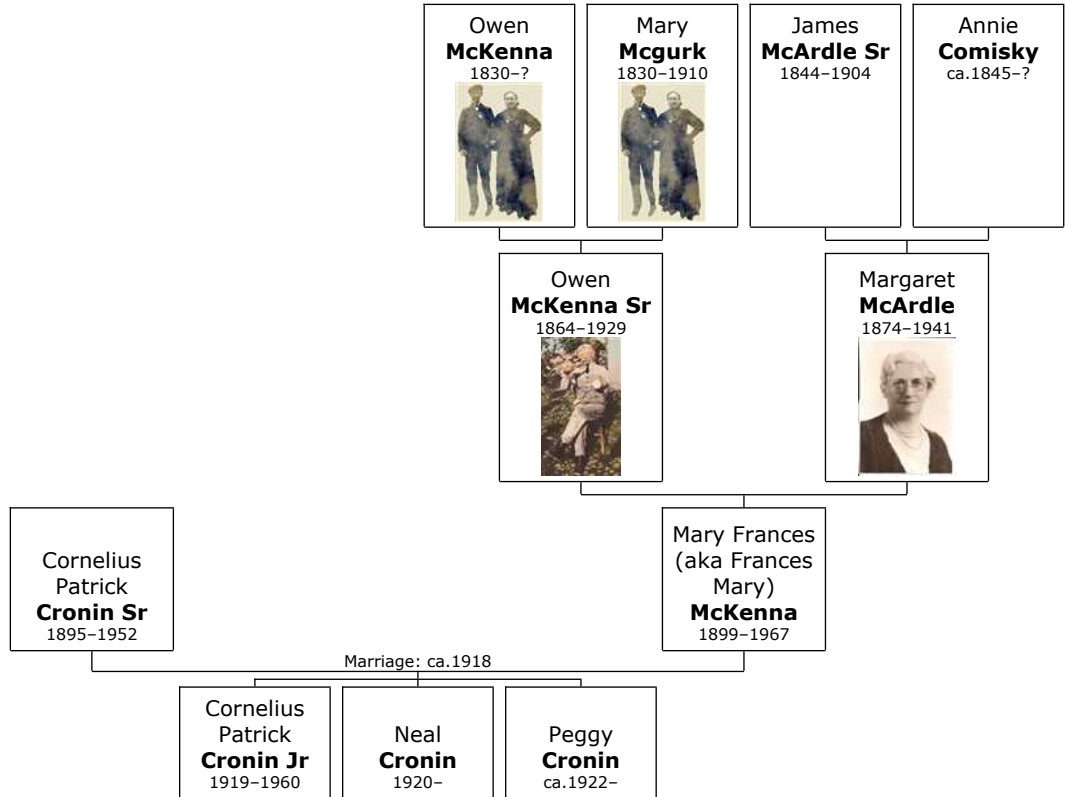 Owen
McKenna
1830–?
Mary
Mcgurk
1830–1910
James
McArdle Sr
1844–1904
Annie
Comisky
ca.1845–?
Owen
McKenna Sr
1864–1929
Margaret
McArdle
1874–1941
Cornelius
Patrick
Cronin Sr
1895–1952
Mary Frances
(aka Frances
Mary)
McKenna
1899–1967
Marriage: ca.1918
Cornelius
Patrick
Cronin Jr
1919–1960
Neal
Cronin
1920–
Peggy
Cronin
ca.1922–